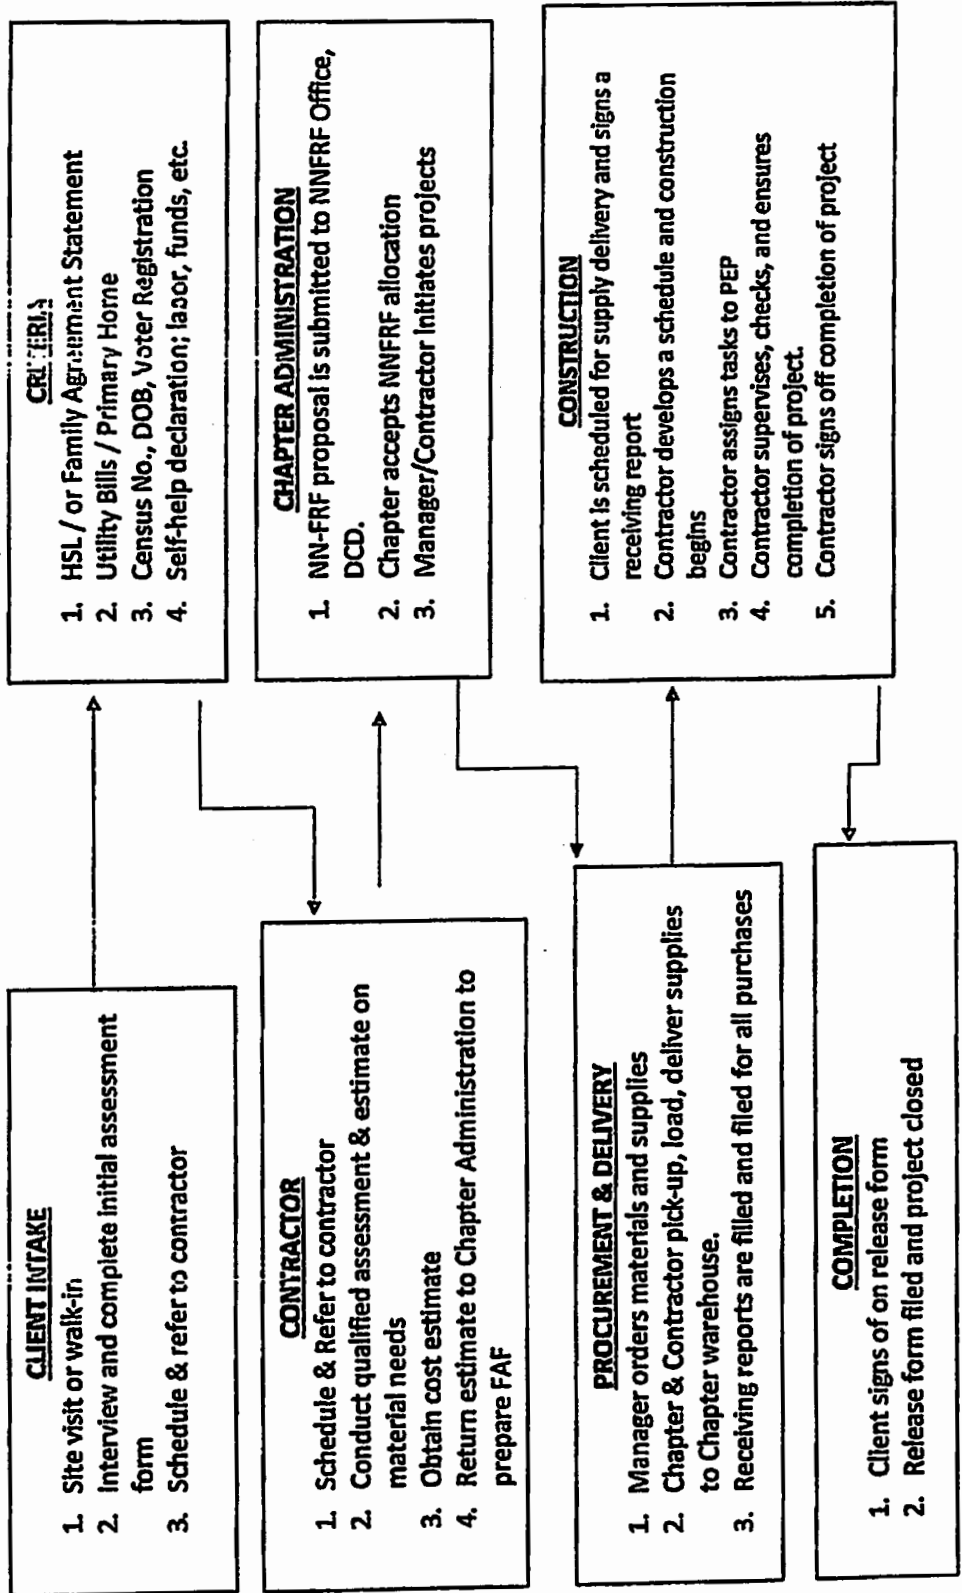 CLIENT INTAKE
1. Site visit or walk-in
2. Interview and complete initial assessment
form
3. Schedule & refer to contractor
CRITERIA
1. HSL / or Family Agreement Statement
2. Utility Bills / Primary Home
3. Census No., DOB, Voter Registration
4. Self-help declaration; labor, funds, etc.
CONTRACTOR
1. Schedule & Refer to contractor
2. Conduct qualified assessment & estimate on
material needs
3. Obtain cost estimate
4. Return estimate to Chapter Administration to
prepare FAF
CHAPTER ADMINISTRATION
1. NN-FRF proposal is submitted to NNFRF Office,
DCD.
2. Chapter accepts NNFRF allocation
3. Manager/Contractor Initiates projects
PROCUREMENT & DELIVERY
1. Manager orders materials and supplies
2. Chapter & Contractor pick-up, load, deliver supplies
to Chapter warehouse.
3. Receiving reports are filled and filed for all purchases
CONSTRUCTION
1. Client is scheduled for supply delivery and signs a
receiving report
2. Contractor develops a schedule and construction
begins
3. Contractor assigns tasks to PEP
4. Contractor supervises, checks, and ensures
completion of project.
5. Contractor signs off completion of project
COMPLETION
1. Client signs of on release form
2. Release form filed and project closed